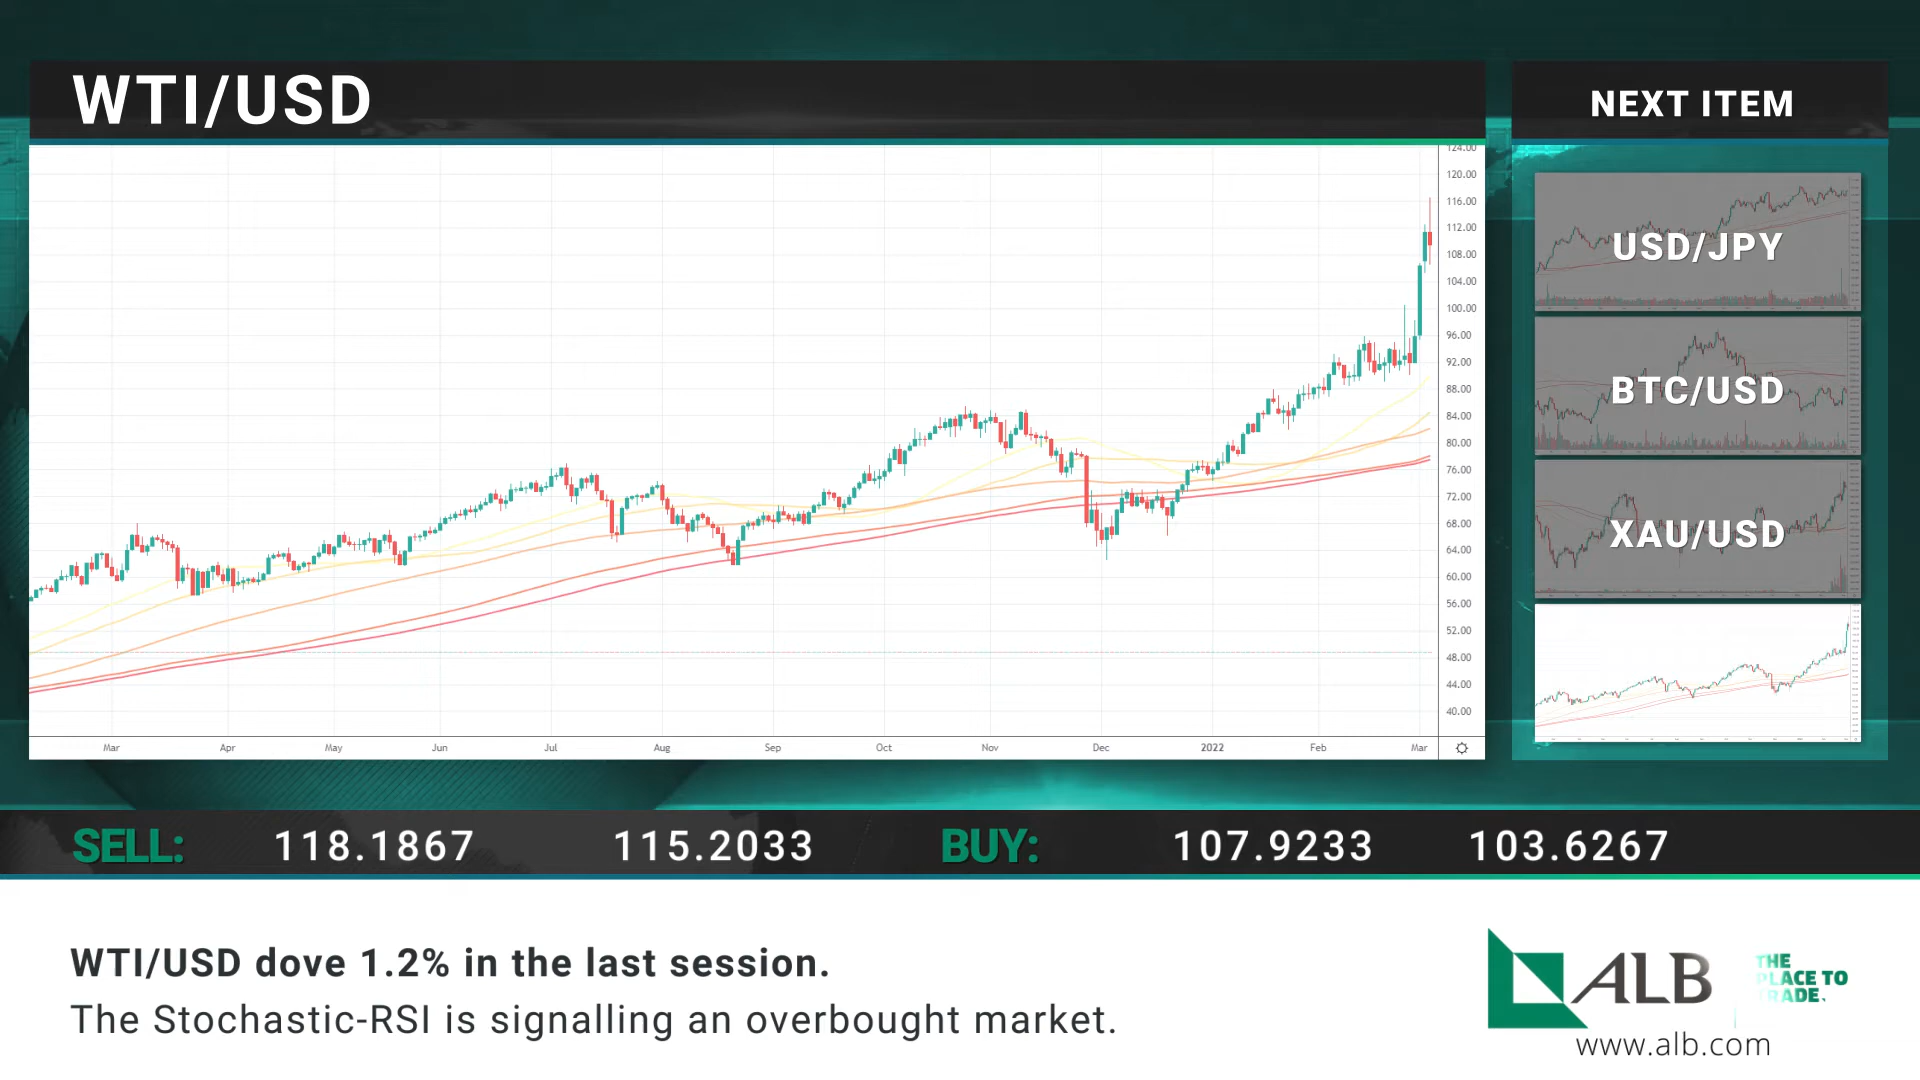 WTI/USD
NEXT ITEM
124.00
120.00
116.00
112.00
108.00
104.00
100.00
96.00
92.00
88.00
84.00
80.00
76.00
72.00
68.00
64.00
60.00
56.00
52.00
48.00
44.00
40.00
Mar Apr May Jun Jul Aug Sep Oct Nov Dec 2022 Feb Mar
USD/JPY
BTC/USD
XAU/USD
SELL: 118.1867 115.2033 BUY: 107.9233 103.6267
WTI/USD dove 1.2% in the last session.
The Stochastic-RSI is signalling an overbought market.
ALB
THE
PLACE TO
TRADE.
www.alb.com